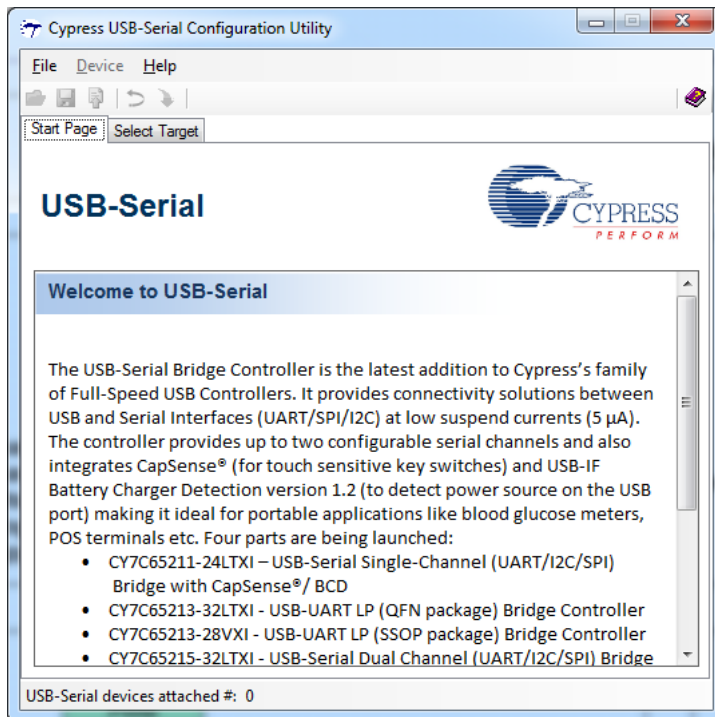 Cypress USB-Serial Configuration Utility
File Device Help
Start Page Select Target
USB-Serial
CYPRESS
PERFORM
Welcome to USB-Serial
The USB-Serial Bridge Controller is the latest addition to Cypress's family
of Full-Speed USB Controllers. It provides connectivity solutions between
USB and Serial Interfaces (UART/SPI/I2C) at low suspend currents (5 µA).
The controller provides up to two configurable serial channels and also
integrates CapSense® (for touch sensitive key switches) and USB-IF
Battery Charger Detection version 1.2 (to detect power source on the USB
port) making it ideal for portable applications like blood glucose meters,
POS terminals etc. Four parts are being launched:
• CY7C65211-24LTXI – USB-Serial Single-Channel (UART/I2C/SPI)
Bridge with CapSense®/ BCD
• CY7C65213-32LTXI - USB-UART LP (QFN package) Bridge Controller
• CY7C65213-28VXI - USB-UART LP (SSOP package) Bridge Controller
• CY7C65215-32LTXI - USB-Serial Dual Channel (UART/I2C/SPI) Bridge
USB-Serial devices attached #: 0